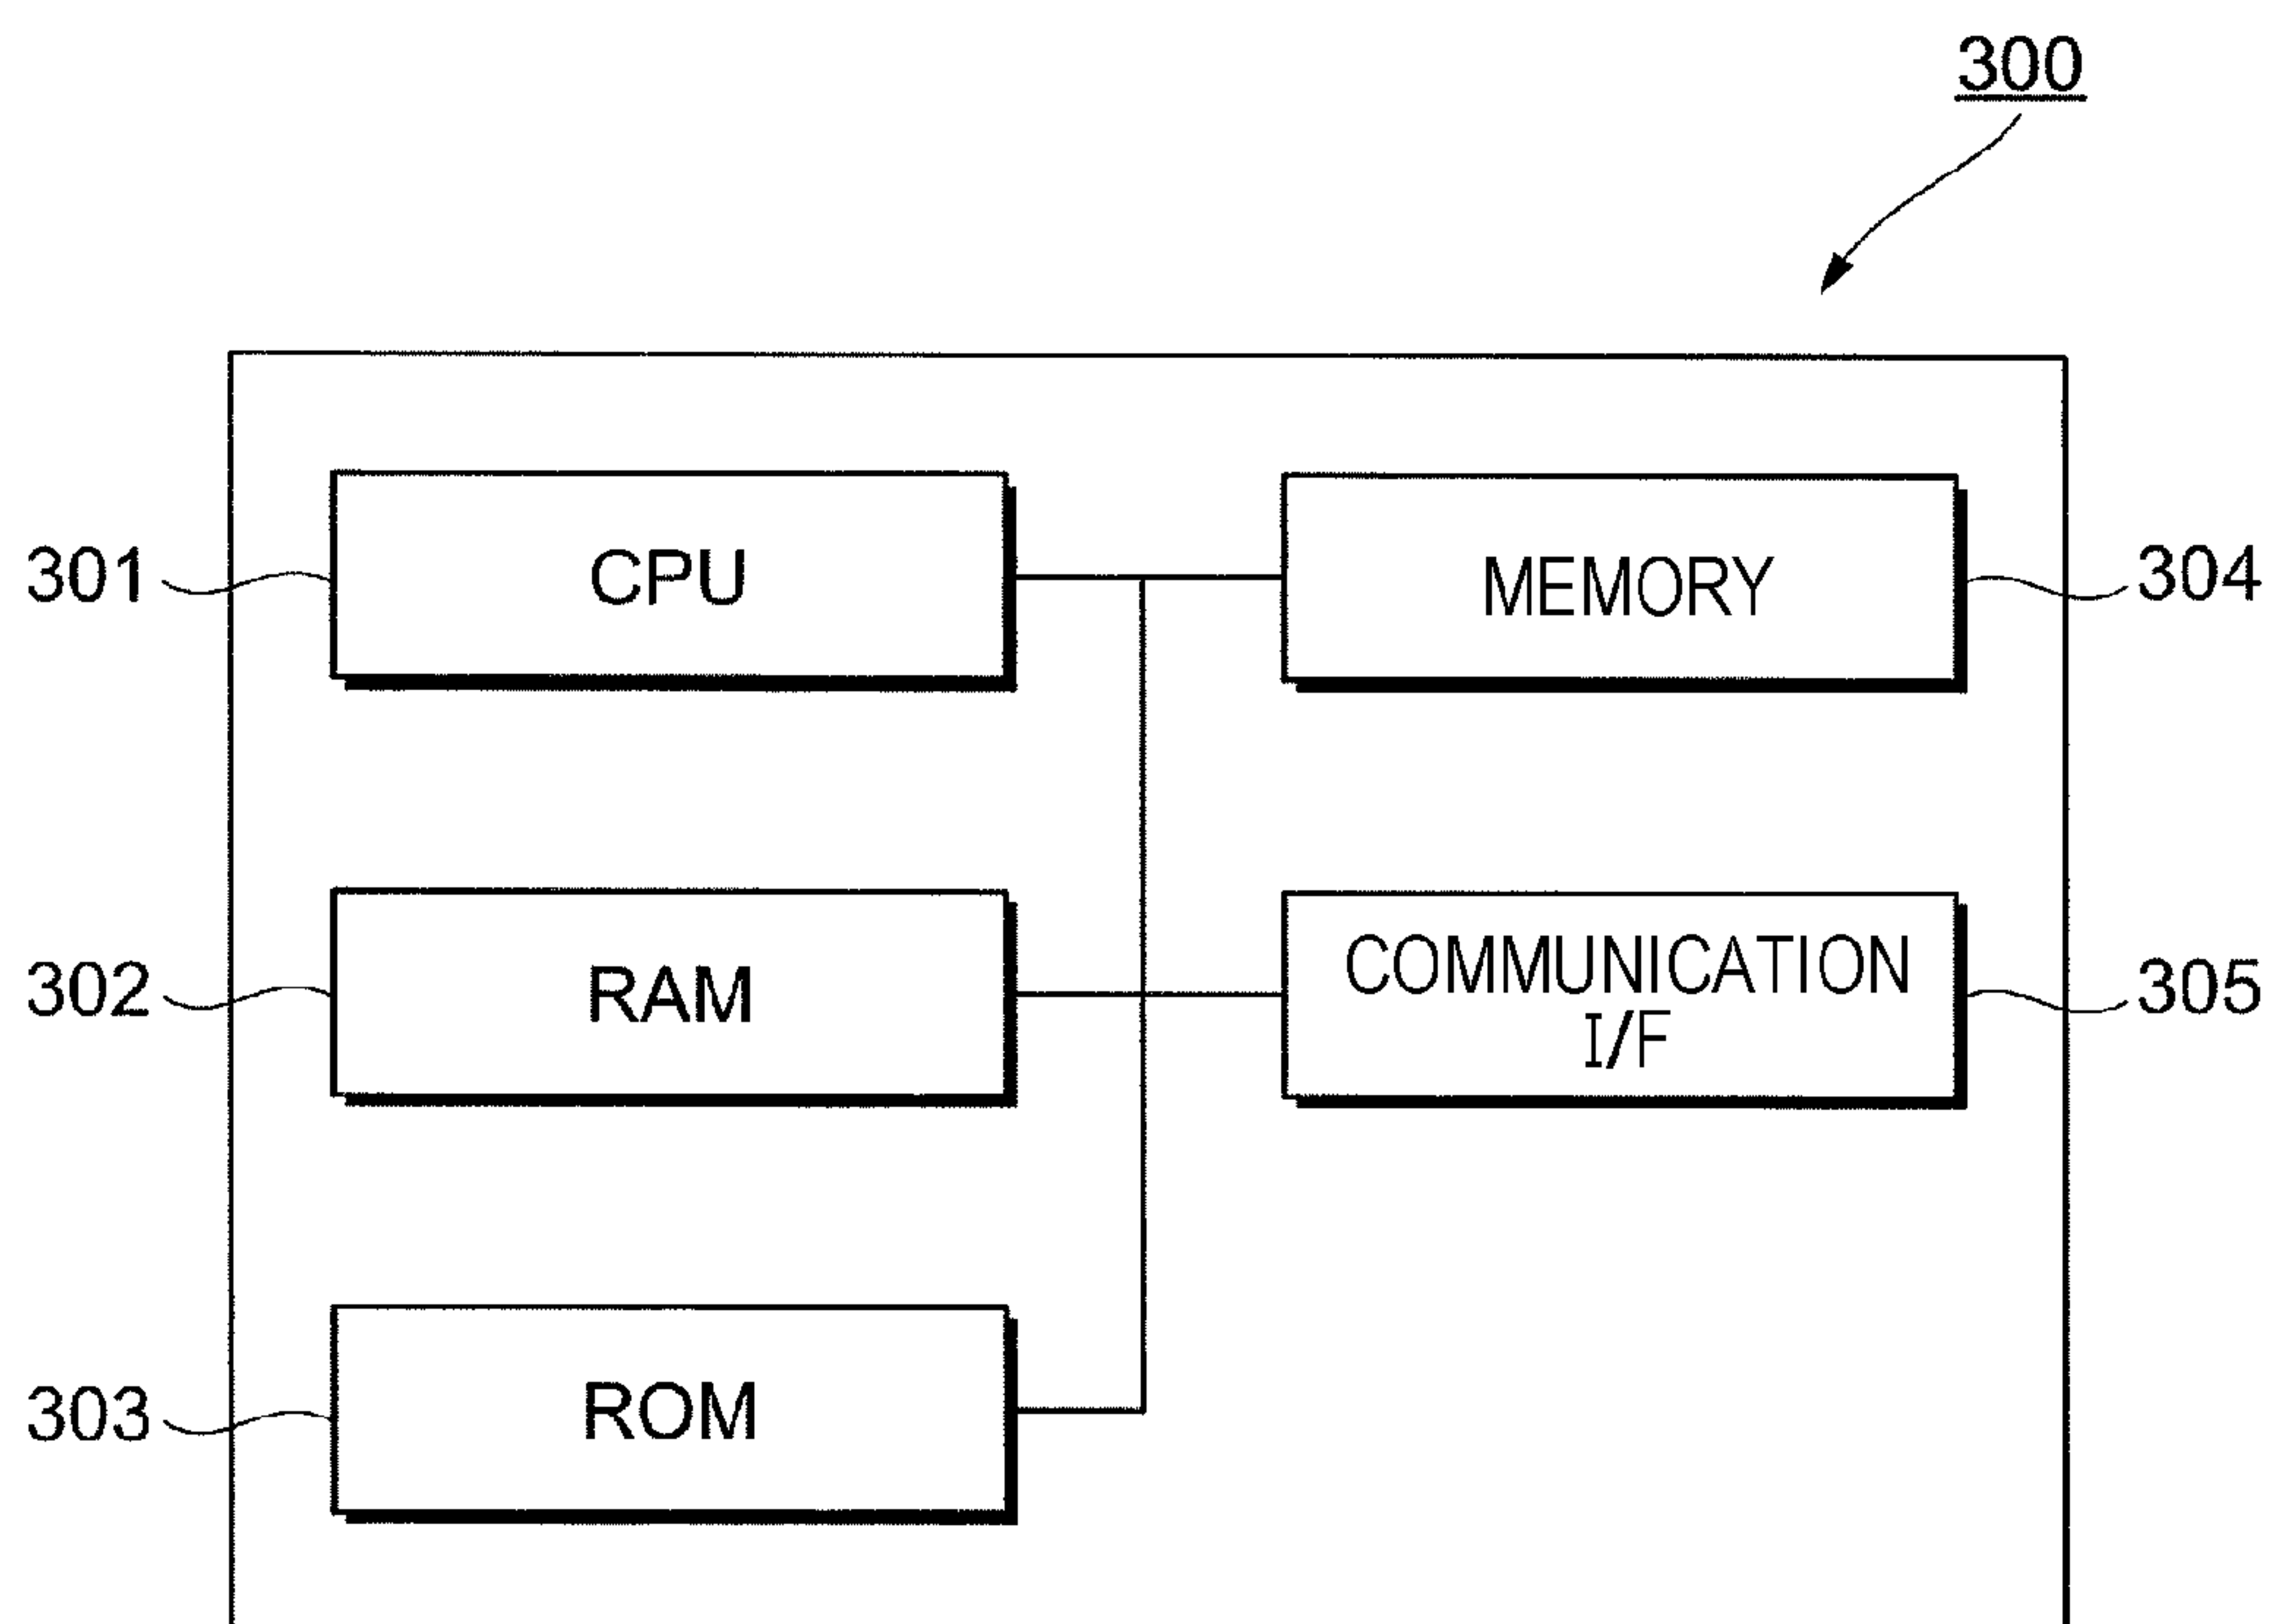 300
301
CPU
MEMORY
304
302
RAM
COMMUNICATION
I/F
305
303
ROM